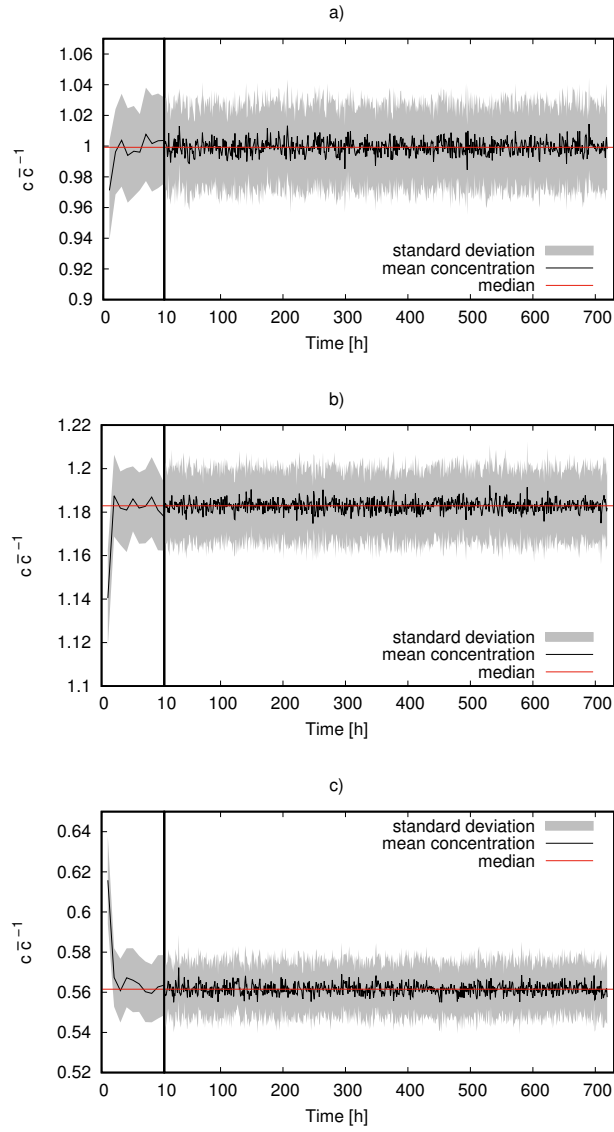 a)
1.06
1.04
1.02
1
0.98
0.96
0.94
0.92
0.9
c c̅ ⁻¹
standard deviation
mean concentration
median
0 10 100 200 300 400 500 600 700
Time [h]
b)
1.22
1.2
1.18
1.16
1.14
1.12
1.1
c c̅ ⁻¹
standard deviation
mean concentration
median
0 10 100 200 300 400 500 600 700
Time [h]
c)
0.64
0.62
0.6
0.58
0.56
0.54
0.52
c c̅ ⁻¹
standard deviation
mean concentration
median
0 10 100 200 300 400 500 600 700
Time [h]